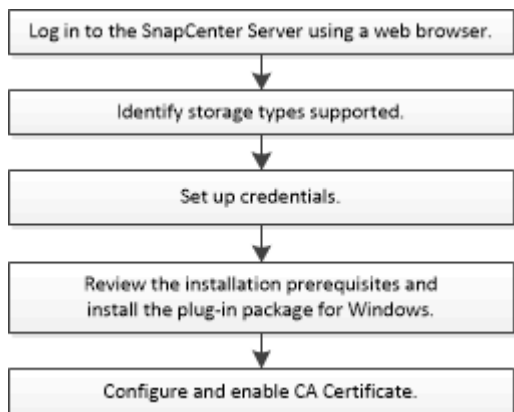 Log in to the SnapCenter Server using a web browser.
Identify storage types supported.
Set up credentials.
Review the installation prerequisites and
install the plug-in package for Windows.
Configure and enable CA Certificate.